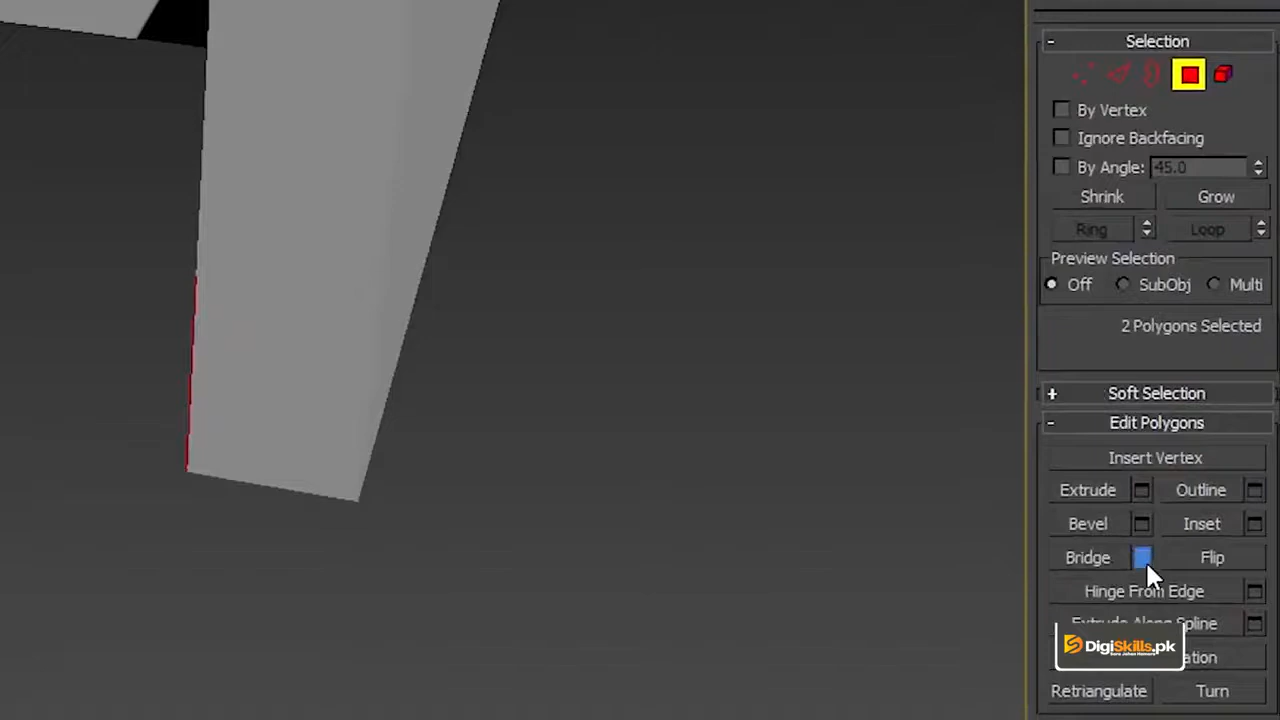 - Selection
By Vertex
Ignore Backfacing
By Angle: 45.0
Shrink Grow
Ring Loop
Preview Selection
Off SubObj Multi
2 Polygons Selected
+ Soft Selection
- Edit Polygons
Insert Vertex
Extrude Outline
Bevel Inset
Bridge Flip
Hinge From Edge
Extrude Along Spline
DigiSkills.pk
Retriangulate Turn